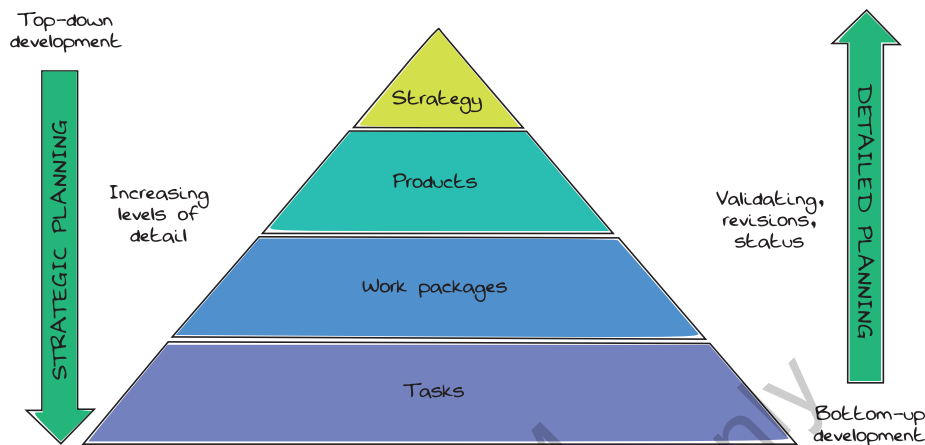 Top-down
development
STRATEGIC PLANNING
Increasing
levels of
detail
Strategy
Products
Work packages
Tasks
Validating,
revisions,
status
DETAILED PLANNING
Bottom-up
development